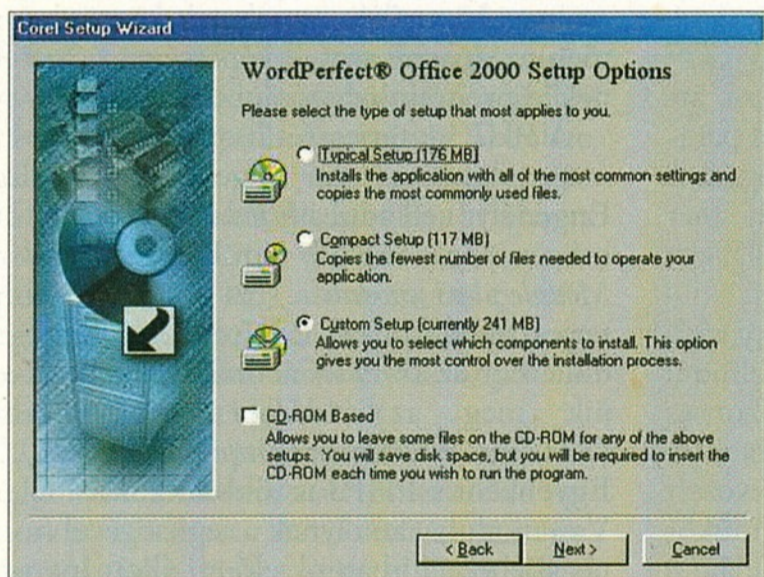 Corel Setup Wizard
WordPerfect® Office 2000 Setup Options
Please select the type of setup that most applies to you.
Typical Setup (176 MB)
Installs the application with all of the most common settings and
copies the most commonly used files.
Compact Setup (117 MB)
Copies the fewest number of files needed to operate your
application.
Custom Setup (currently 241 MB)
Allows you to select which components to install. This option
gives you the most control over the installation process.
CD-ROM Based
Allows you to leave some files on the CD-ROM for any of the above
setups. You will save disk space, but you will be required to insert the
CD-ROM each time you wish to run the program.
< Back
Next >
Cancel